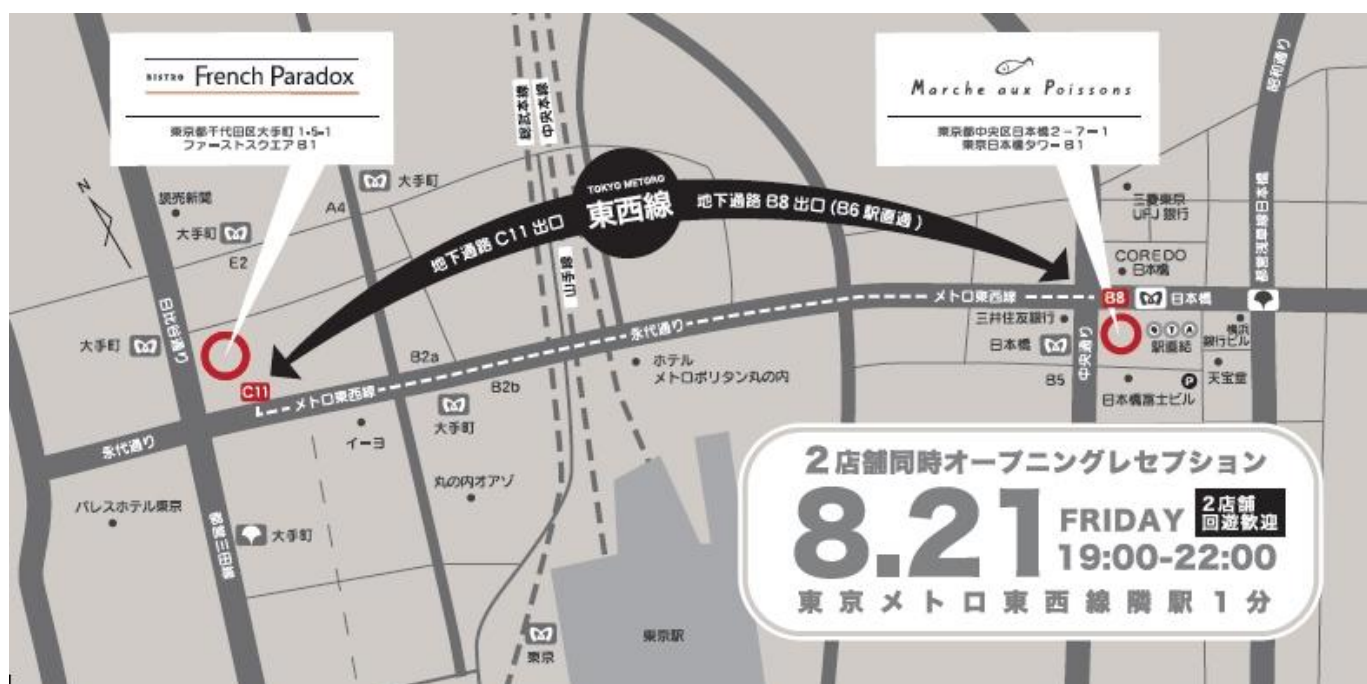 BISTRO French Paradox
東京都千代田区大手町 1-5-1
ファーストスクエア B1
Marche aux Poissons
東京都中央区日本橋2-7-1
東京日本橋タワー B1
昭和通り
総武本線
中央本線
TOKYO METORO
東西線
地下通路 C11 出口
地下通路 B8 出口 (B6 駅直通)
山手線
N
読売新聞
大手町
E2
A4
大手町
日比谷通り
大手町
C11
メトロ東西線
永代通り
B2a
B2b
大手町
イーヨ
丸の内オアゾ
パレスホテル東京
都営三田線
大手町
永代通り
ホテル
メトロポリタン丸の内
東京
東京駅
三菱東京
UFJ 銀行
COREDO
日本橋
都営浅草線日本橋
メトロ東西線
B8
日本橋
三井住友銀行
日本橋
中央通り
B5
G T A
駅直結
横浜
銀行ビル
P
天宝堂
日本橋富士ビル
2店舗同時オープニングレセプション
8.21 FRIDAY
2店舗
回遊歓迎
19:00-22:00
東京メトロ東西線隣駅1分